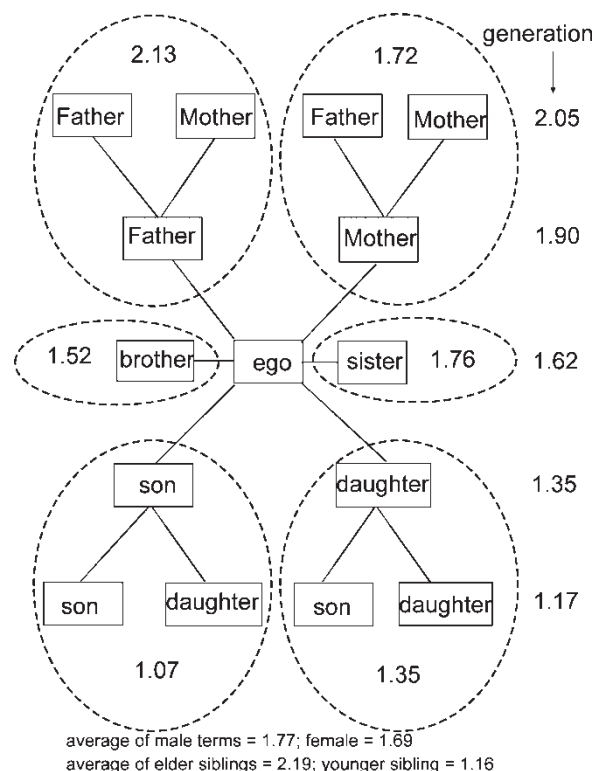 generation
2.13
1.72
Father Mother Father Mother 2.05
Father Mother 1.90
1.52 brother ego sister 1.76 1.62
son daughter 1.35
son daughter son daughter 1.17
1.07 1.35
average of male terms = 1.77; female = 1.69
average of elder siblings = 2.19; younger sibling = 1.16